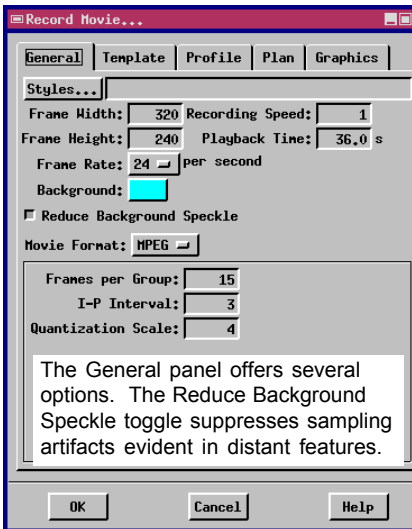 Record Movie...
General Template Profile Plan Graphics
Styles...
Frame Width: 320 Recording Speed: 1
Frame Height: 240 Playback Time: 36.0 s
Frame Rate: 24 per second
Background:
Reduce Background Speckle
Movie Format: MPEG
Frames per Group: 15
I-P Interval: 3
Quantization Scale: 4
The General panel offers several
options. The Reduce Background
Speckle toggle suppresses sampling
artifacts evident in distant features.
OK Cancel Help